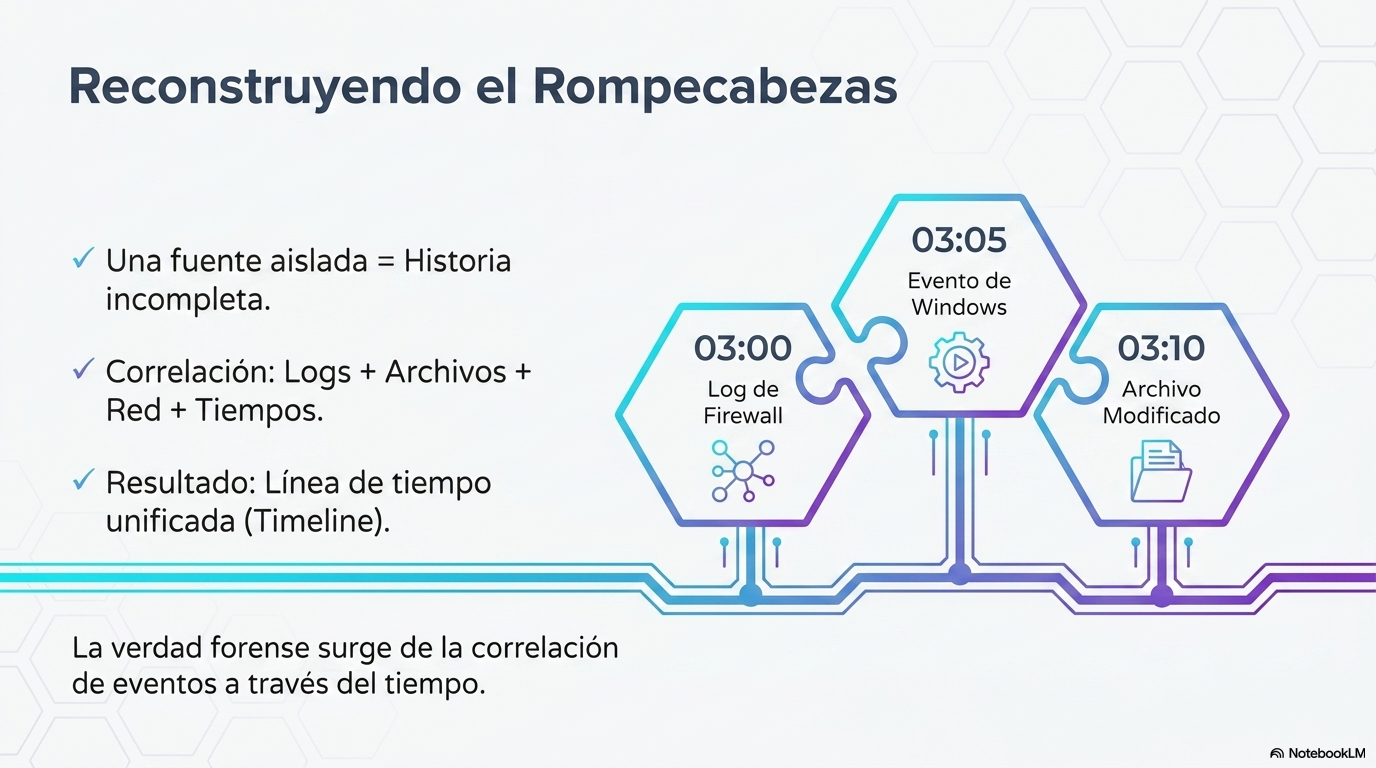 Reconstruyendo el Rompecabezas
✓ Una fuente aislada = Historia
incompleta.
✓ Correlación: Logs + Archivos +
Red + Tiempos.
✓ Resultado: Línea de tiempo
unificada (Timeline).
03:00
Log de
Firewall
03:05
Evento de
Windows
03:10
Archivo
Modificado
La verdad forense surge de la correlación
de eventos a través del tiempo.
NotebookLM